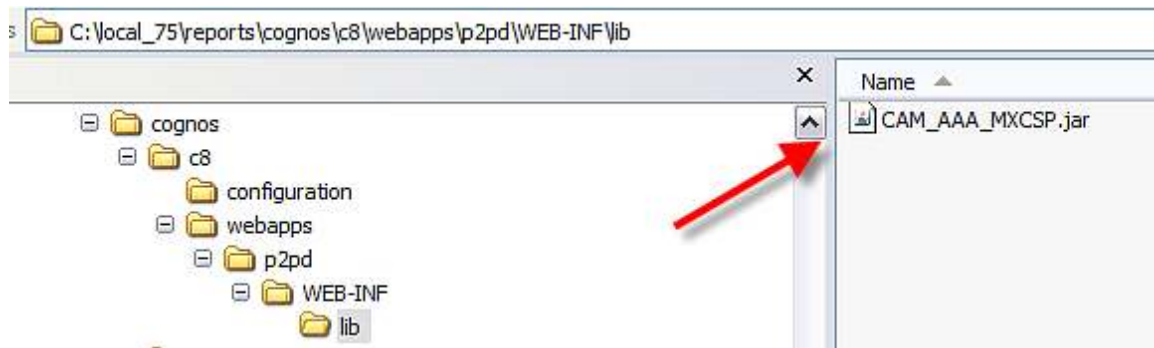 C:\local_75\reports\cognos\c8\webapps\p2pd\WEB-INF\lib
Name
cognos
CAM_AAA_MXCSP.jar
c8
configuration
webapps
p2pd
WEB-INF
lib